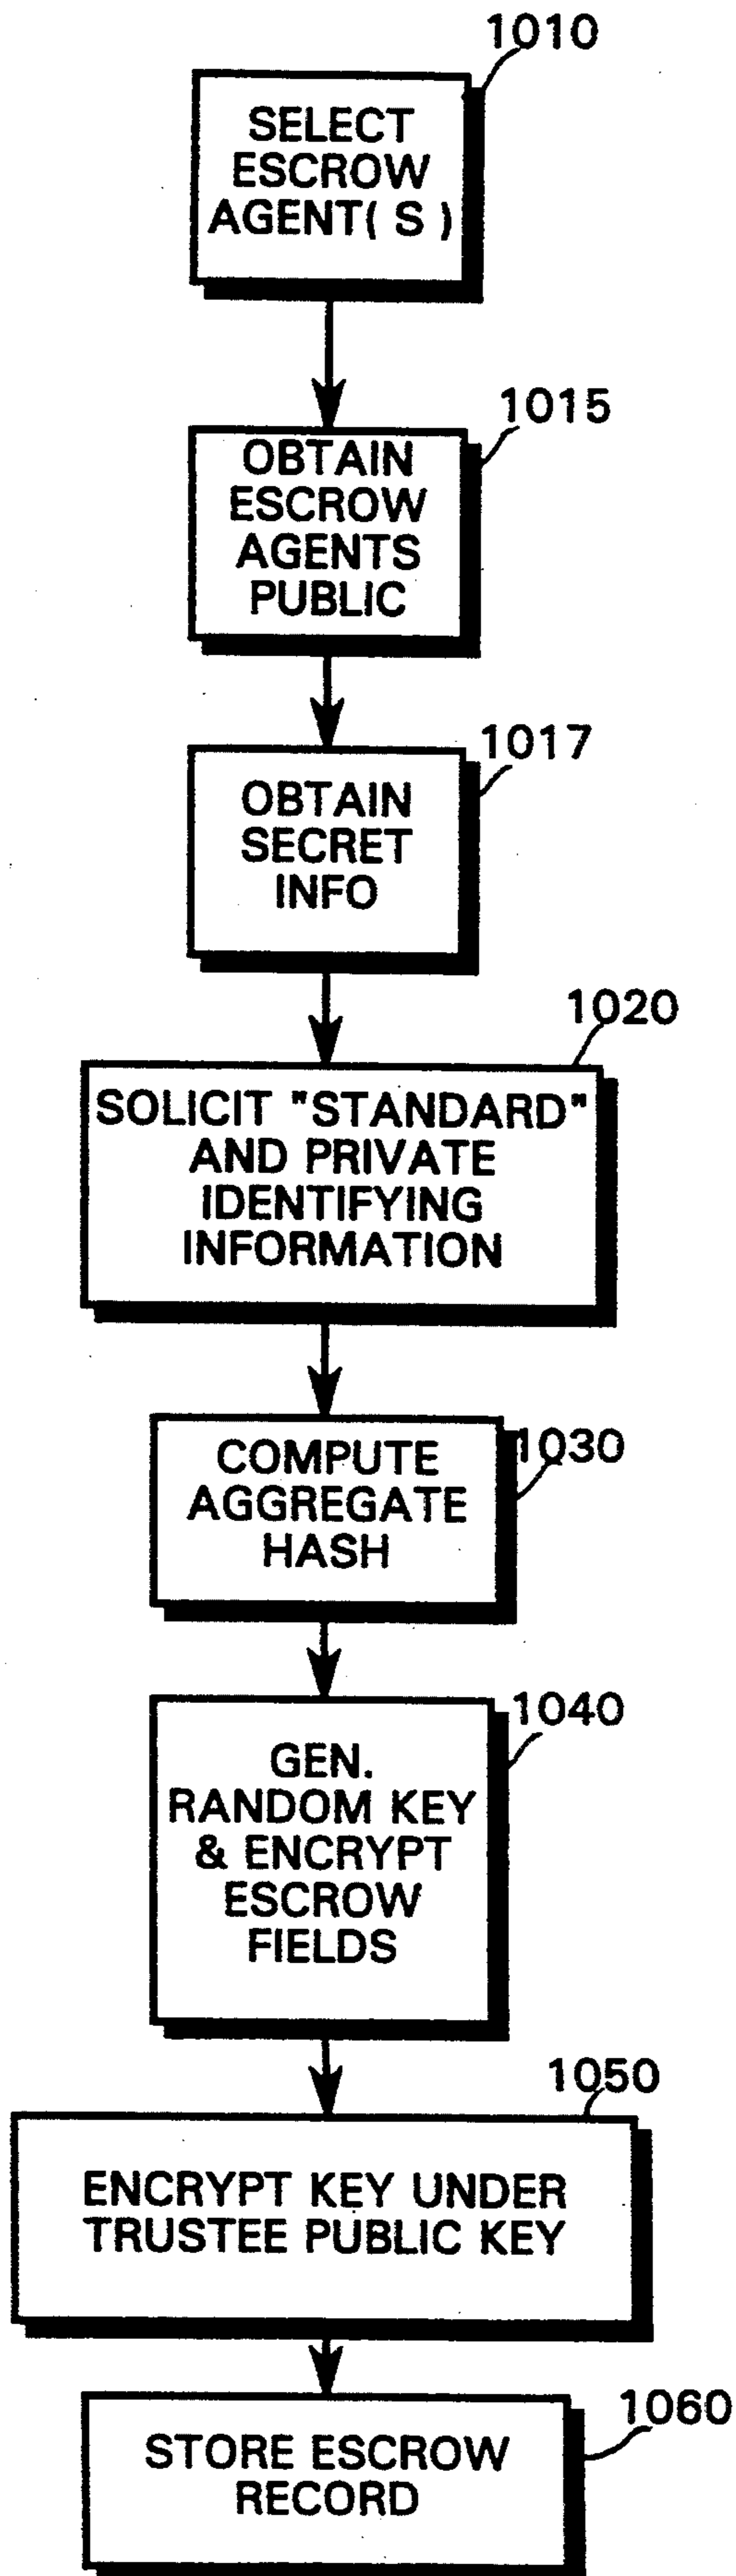 1010
SELECT
ESCROW
AGENT( S )
1015
OBTAIN
ESCROW
AGENTS
PUBLIC
1017
OBTAIN
SECRET
INFO
1020
SOLICIT "STANDARD"
AND PRIVATE
IDENTIFYING
INFORMATION
1030
COMPUTE
AGGREGATE
HASH
1040
GEN.
RANDOM KEY
& ENCRYPT
ESCROW
FIELDS
1050
ENCRYPT KEY UNDER
TRUSTEE PUBLIC KEY
1060
STORE ESCROW
RECORD